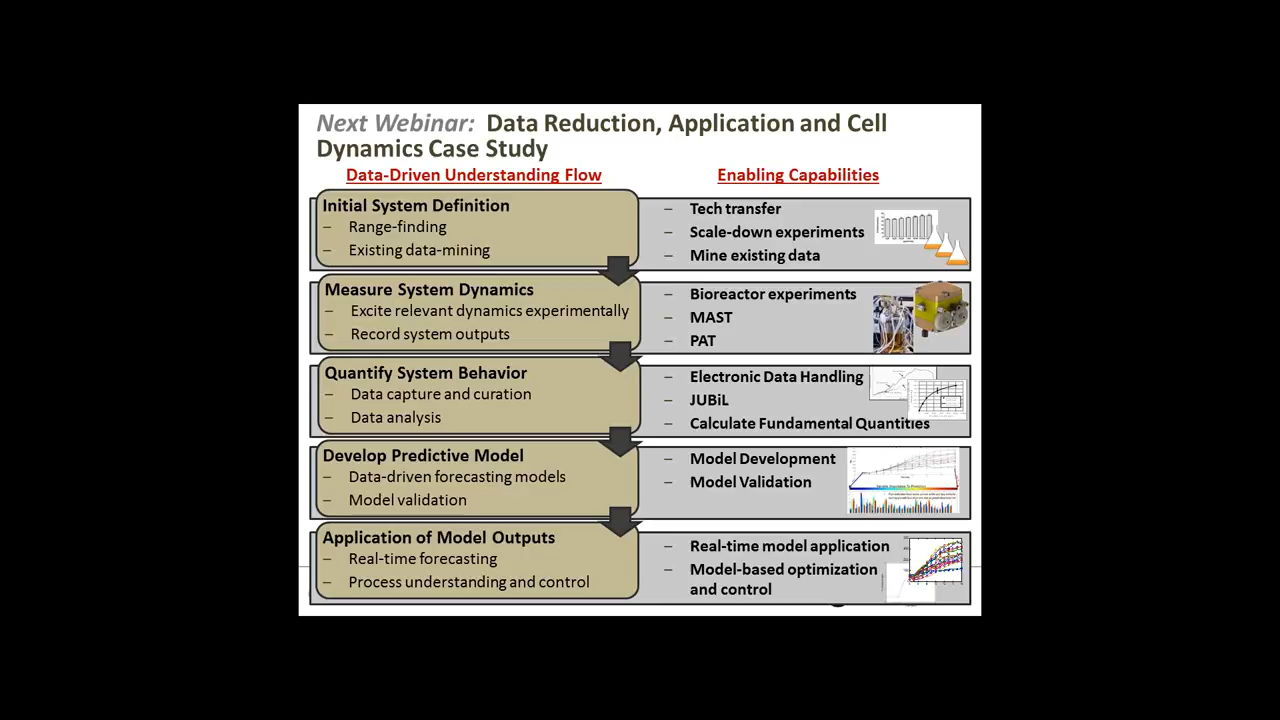 Next Webinar: Data Reduction, Application and Cell
Dynamics Case Study
Data-Driven Understanding Flow
Enabling Capabilities
Initial System Definition
– Range-finding
– Existing data-mining
– Tech transfer
– Scale-down experiments
– Mine existing data
Measure System Dynamics
– Excite relevant dynamics experimentally
– Record system outputs
– Bioreactor experiments
– MAST
– PAT
Quantify System Behavior
– Data capture and curation
– Data analysis
– Electronic Data Handling
– JUBiL
– Calculate Fundamental Quantities
Develop Predictive Model
– Data-driven forecasting models
– Model validation
– Model Development
– Model Validation
Application of Model Outputs
– Real-time forecasting
– Process understanding and control
– Real-time model application
– Model-based optimization
and control